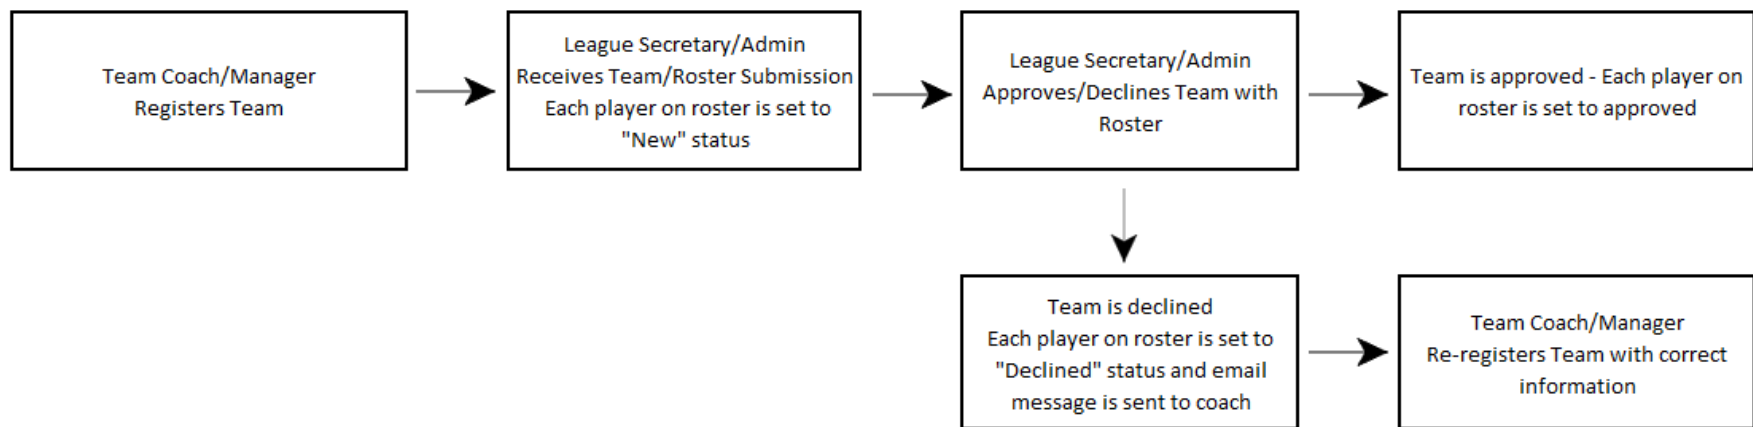 Team Coach/Manager
Registers Team
League Secretary/Admin
Receives Team/Roster Submission
Each player on roster is set to
"New" status
League Secretary/Admin
Approves/Declines Team with
Roster
Team is approved - Each player on
roster is set to approved
Team is declined
Each player on roster is set to
"Declined" status and email
message is sent to coach
Team Coach/Manager
Re-registers Team with correct
information